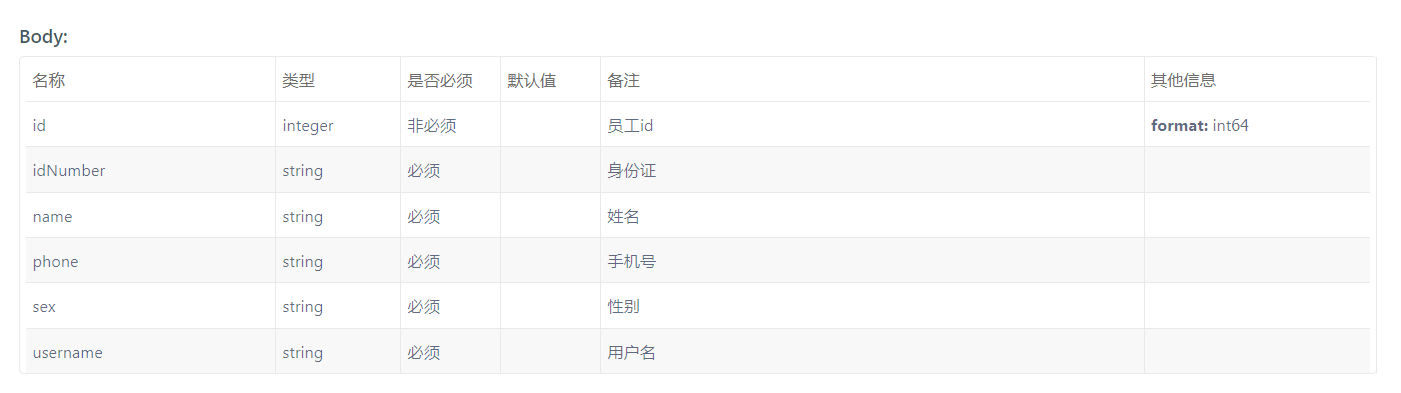 Body:
名称 类型 是否必须 默认值 备注 其他信息
id integer 非必须 员工id format: int64
idNumber string 必须 身份证
name string 必须 姓名
phone string 必须 手机号
sex string 必须 性别
username string 必须 用户名